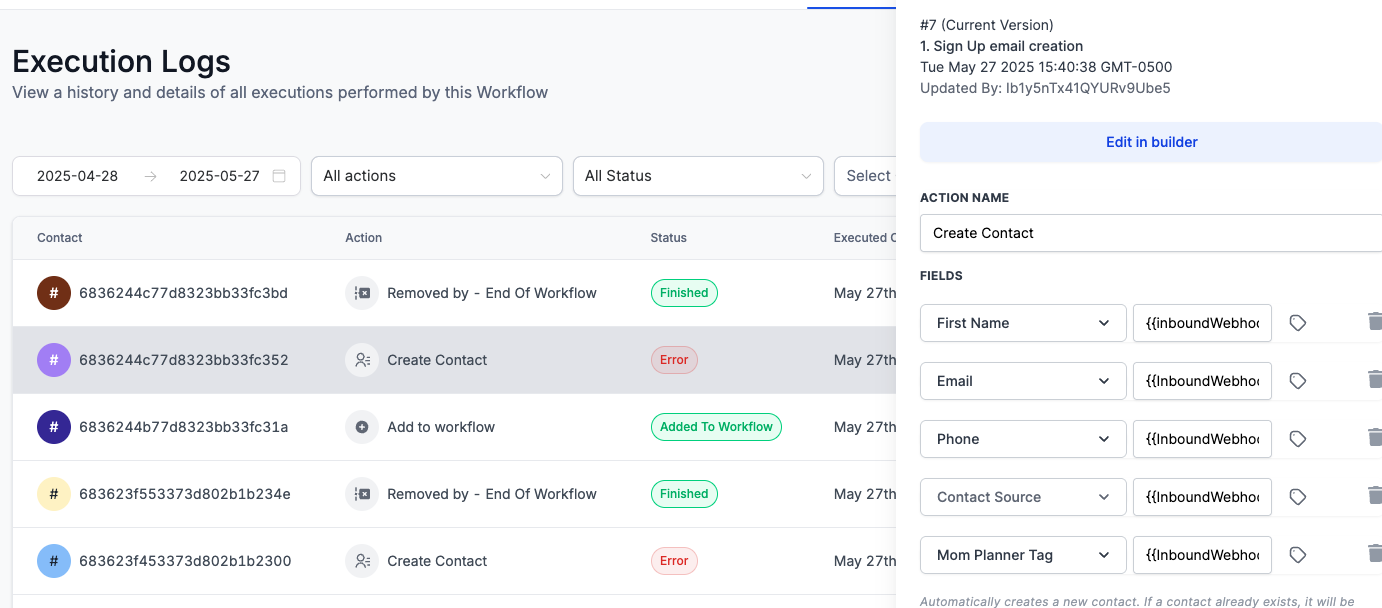 Execution Logs
View a history and details of all executions performed by this Workflow
2025-04-28 → 2025-05-27
All actions
All Status
Select
Contact Action Status Executed O
# 6836244c77d8323bb33fc3bd Removed by - End Of Workflow Finished May 27th
# 6836244c77d8323bb33fc352 Create Contact Error May 27th
# 6836244b77d8323bb33fc31a Add to workflow Added To Workflow May 27th
# 683623f553373d802b1b234e Removed by - End Of Workflow Finished May 27th
# 683623f453373d802b1b2300 Create Contact Error May 27th
#7 (Current Version)
1. Sign Up email creation
Tue May 27 2025 15:40:38 GMT-0500
Updated By: Ib1y5nTx41QYURv9Ube5
Edit in builder
ACTION NAME
Create Contact
FIELDS
First Name {{inboundWebhoo
Email {{InboundWebhoo
Phone {{InboundWebhoo
Contact Source {{InboundWebhoo
Mom Planner Tag {{InboundWebhoo
Automatically creates a new contact. If a contact already exists, it will be